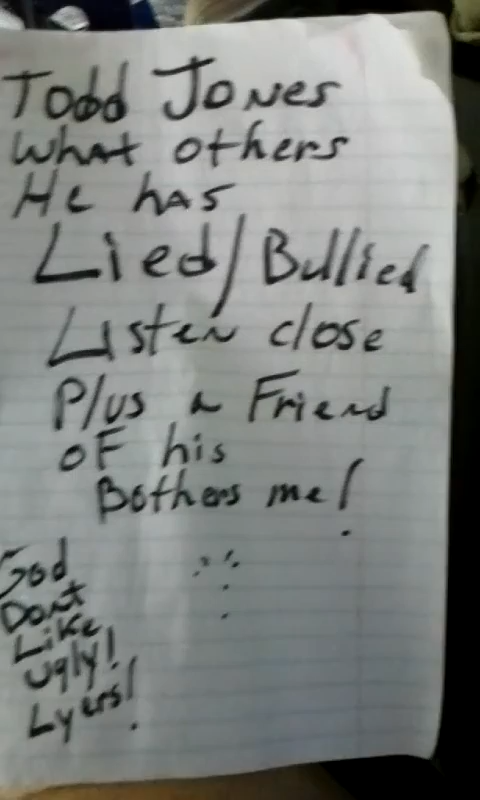 Todd Jones
What others
He has
Lied/Bullied
Listen close
Plus a Friend
OF his
Bothers me!
God
Dont
Like
Ugly!
Lyers!